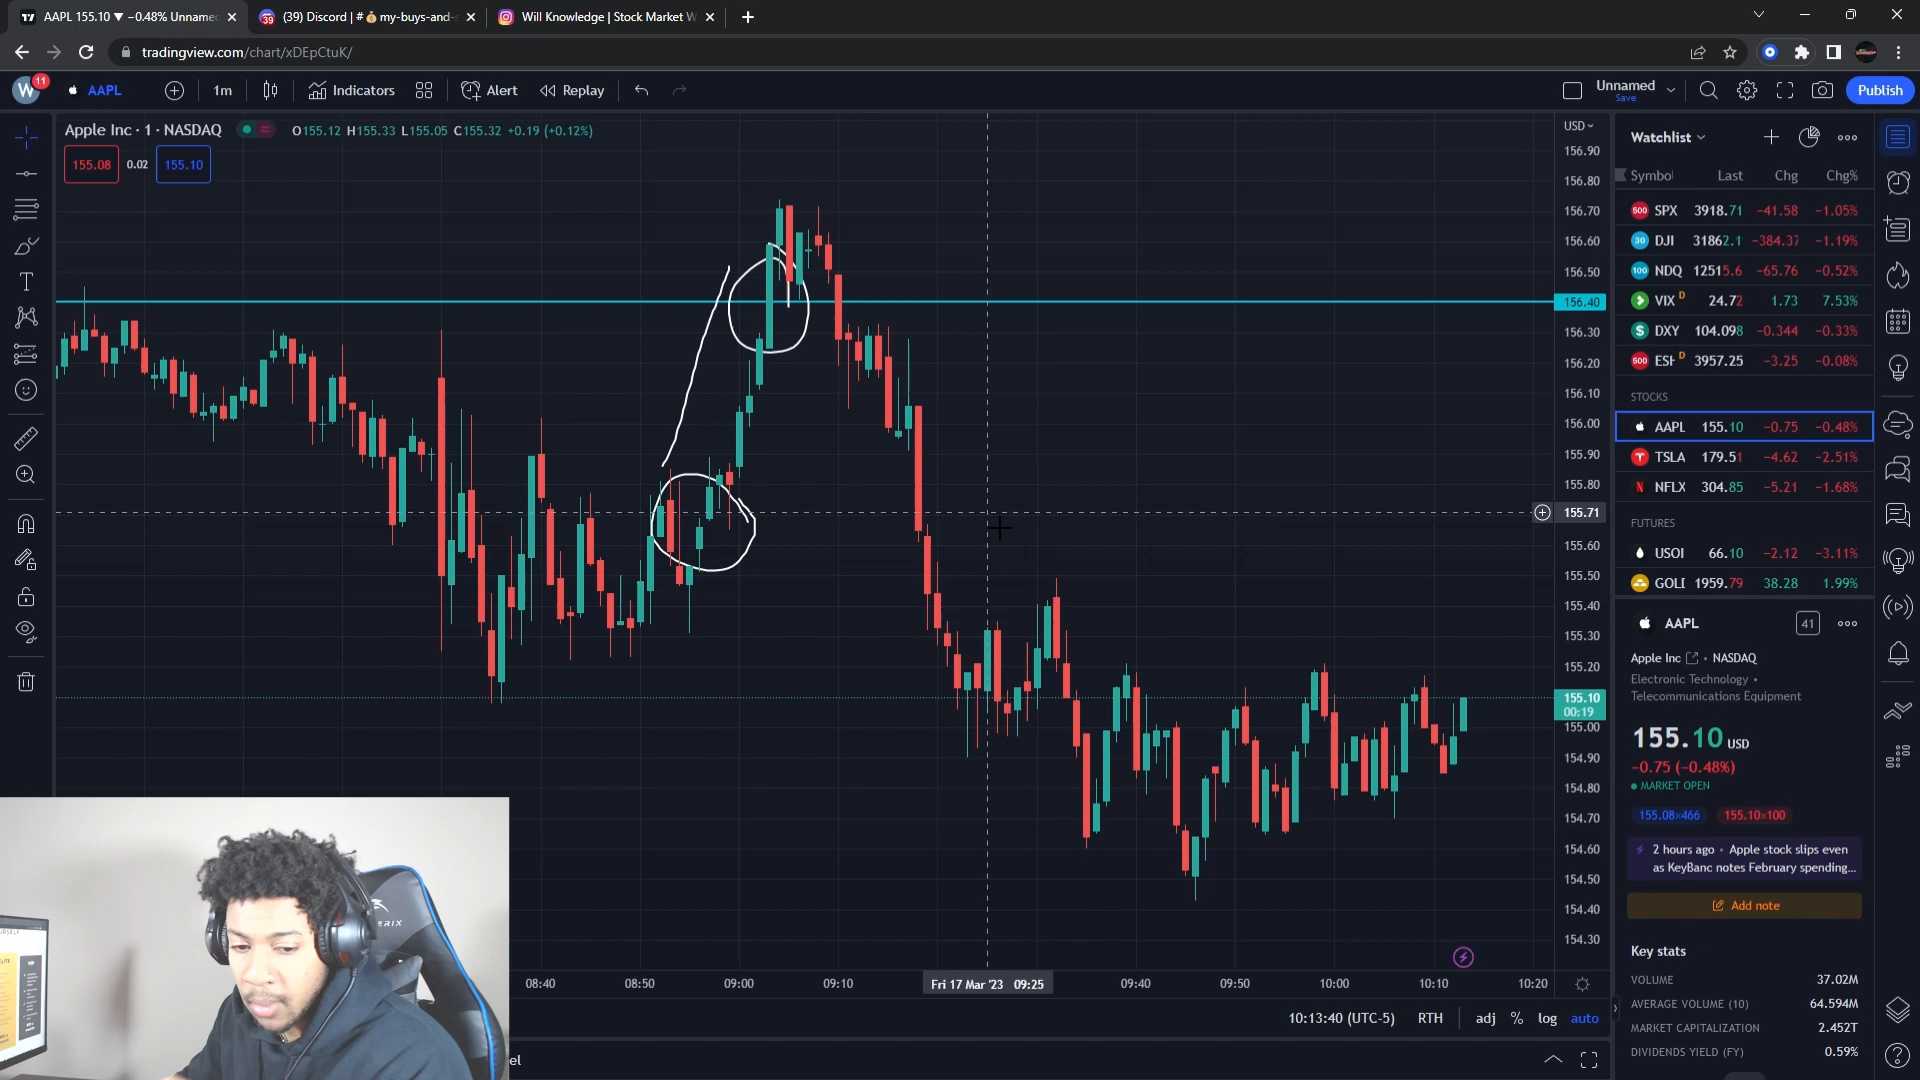 AAPL 155.10 ▼ −0.48% Unname
(39) Discord | # 💰 my-buys-and-
Will Knowledge | Stock Market W
tradingview.com/chart/xDEpCtuK/
W 11 AAPL 1m Indicators Alert Replay Unnamed Save Publish
Apple Inc · 1 · NASDAQ O155.12 H155.33 L155.05 C155.32 +0.19 (+0.12%)
155.08 0.02 155.10
USD
156.90
156.80
156.70
156.60
156.50
156.40
156.30
156.20
156.10
156.00
155.90
155.80
155.71
155.60
155.50
155.40
155.30
155.20
155.10
00:19
155.00
154.90
154.80
154.70
154.60
154.50
154.40
154.30
08:40 08:50 09:00 09:10 Fri 17 Mar '23 09:25 09:40 09:50 10:00 10:10 10:20
10:13:40 (UTC-5) RTH adj % log auto
el
Watchlist
Symbol Last Chg Chg%
500 SPX 3918.71 −41.58 −1.05%
30 DJI 31862.1 −384.37 −1.19%
100 NDQ 12515.6 −65.76 −0.52%
VIX D 24.72 1.73 7.53%
$ DXY 104.098 −0.344 −0.33%
500 ES D 3957.25 −3.25 −0.08%
STOCKS
AAPL 155.10 −0.75 −0.48%
TSLA 179.51 −4.62 −2.51%
N NFLX 304.85 −5.21 −1.68%
FUTURES
USOI 66.10 −2.12 −3.11%
GOLD 1959.79 38.28 1.99%
AAPL 41
Apple Inc • NASDAQ
Electronic Technology •
Telecommunications Equipment
155.10 USD
−0.75 (−0.48%)
MARKET OPEN
155.08×466 155.10×100
2 hours ago • Apple stock slips even
as KeyBanc notes February spending...
Add note
Key stats
VOLUME 37.02M
AVERAGE VOLUME (10) 64.594M
MARKET CAPITALIZATION 2.452T
DIVIDENDS YIELD (FY) 0.59%